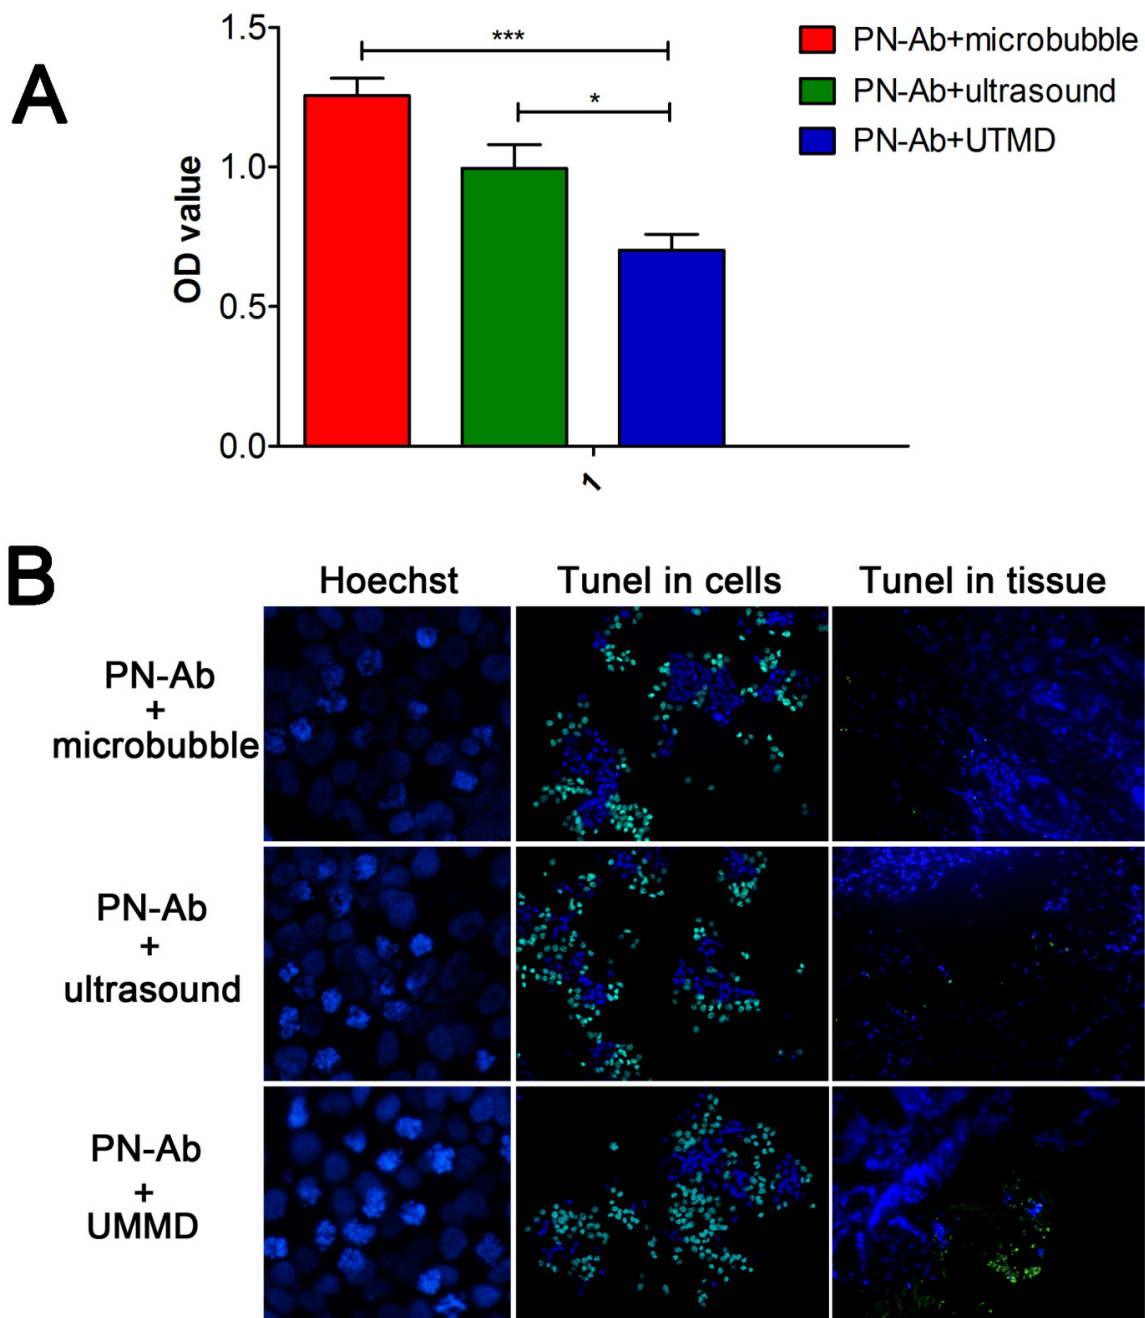 A
1.5
1.0
0.5
0.0
OD value
***
*
1
PN-Ab+microbubble
PN-Ab+ultrasound
PN-Ab+UTMD
B
Hoechst
Tunel in cells
Tunel in tissue
PN-Ab
+
microbubble
PN-Ab
+
ultrasound
PN-Ab
+
UMMD